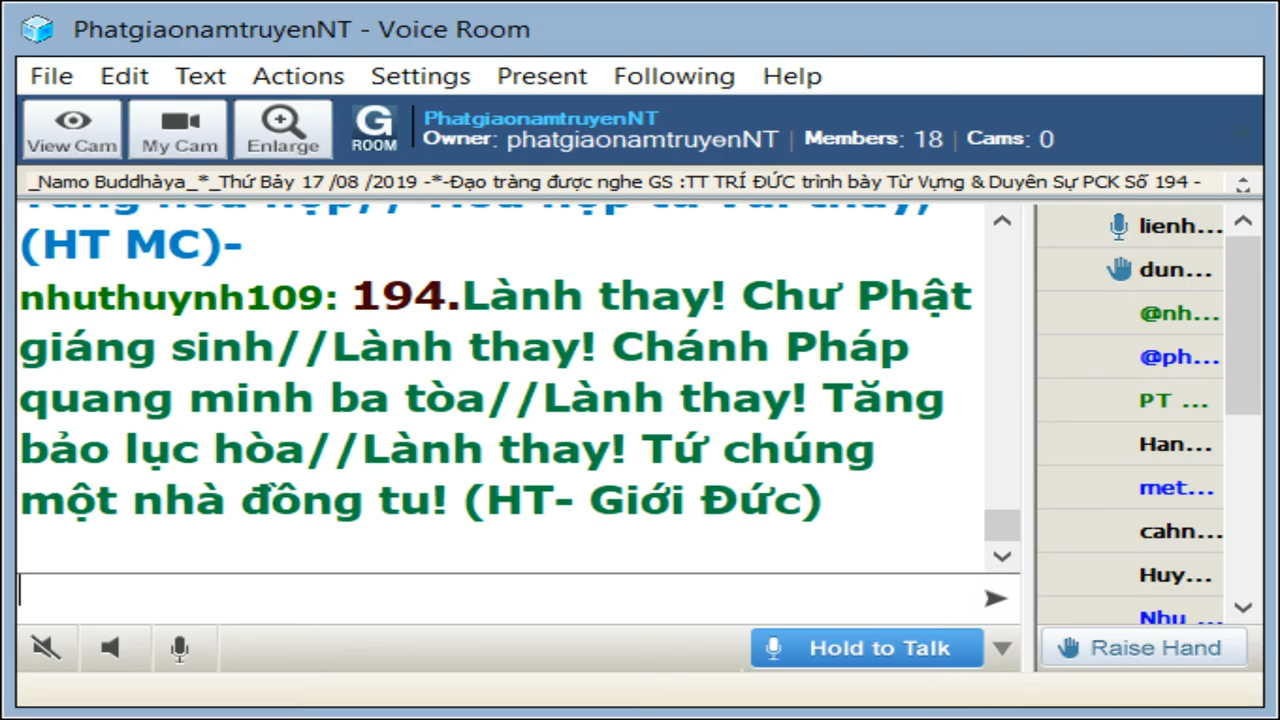 PhatgiaonamtruyenNT - Voice Room
File Edit Text Actions Settings Present Following Help
View Cam My Cam Enlarge G ROOM
PhatgiaonamtruyenNT
Owner: phatgiaonamtruyenNT | Members: 18 | Cams: 0
_Namo Buddhàya_*_Thứ Bảy 17 /08 /2019 -*-Đạo tràng được nghe GS :TT TRÍ ĐỨC trình bày Từ Vựng & Duyên Sự PCK Số 194 -
(HT MC)-
nhuthuynh109: 194.Lành thay! Chư Phật
giáng sinh//Lành thay! Chánh Pháp
quang minh ba tòa//Lành thay! Tăng
bảo lục hòa//Lành thay! Tứ chúng
một nhà đồng tu! (HT- Giới Đức)
lienh...
dun...
@nh...
@ph...
PT ...
Han...
met...
cahn...
Huy...
Nhu ...
Hold to Talk
Raise Hand